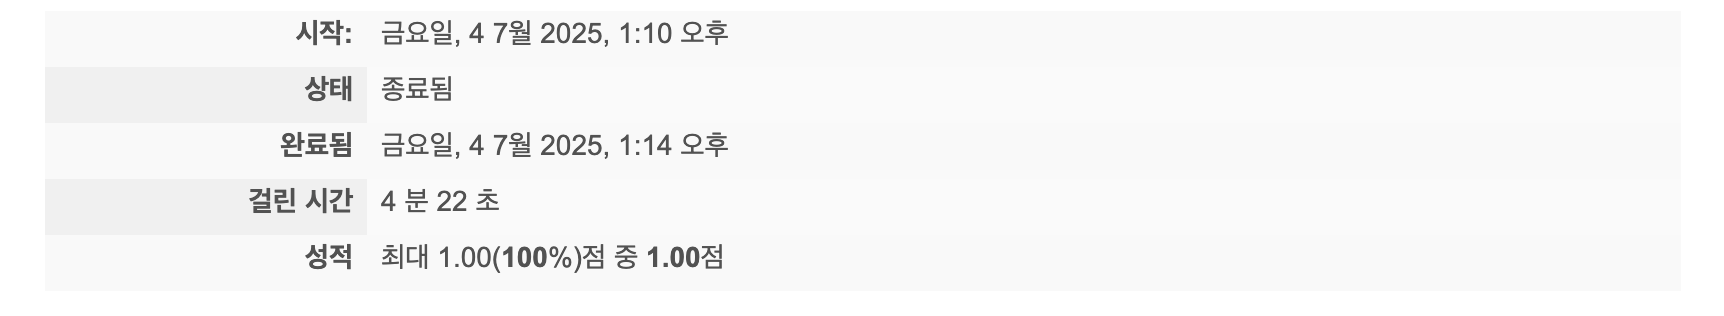 시작: 금요일, 4 7월 2025, 1:10 오후
상태 종료됨
완료됨 금요일, 4 7월 2025, 1:14 오후
걸린 시간 4 분 22 초
성적 최대 1.00(100%)점 중 1.00점